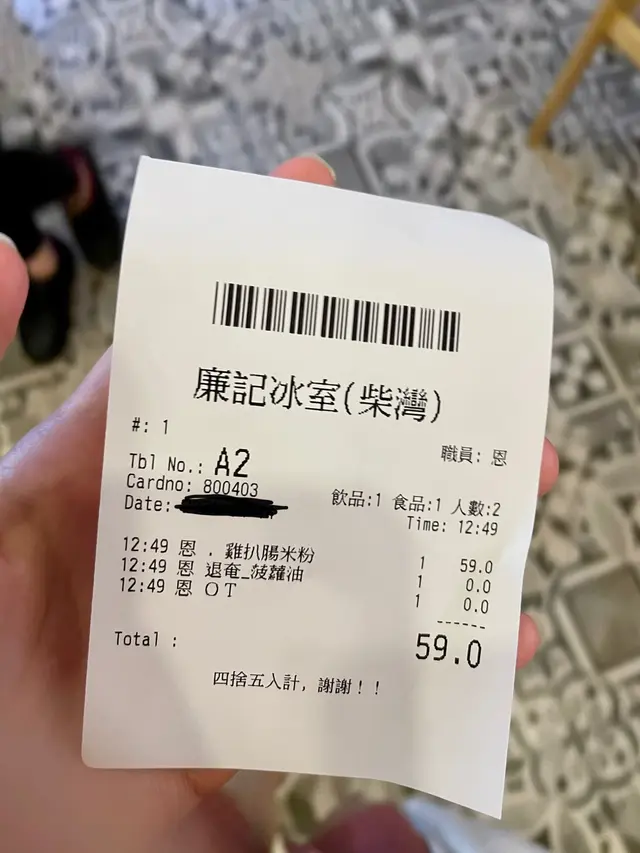 廉記冰室(柴灣)
#: 1
職員: 恩
Tbl No.: A2
Cardno: 800403
飲品:1 食品:1 人數:2
Date:
Time: 12:49
12:49 恩 . 雞扒腸米粉 1 59.0
12:49 恩 退奄_菠蘿油 1 0.0
12:49 恩 OT 1 0.0
------
Total : 59.0
四捨五入計, 謝謝！！